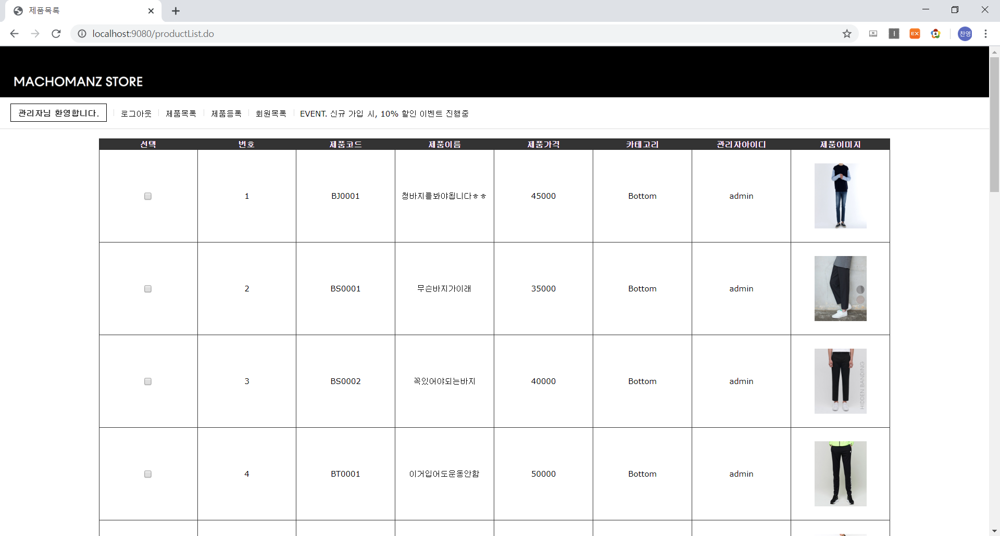 제품목록
localhost:9080/productList.do
EX
찬영
MACHOMANZ STORE
관리자님 환영합니다. 로그아웃 제품목록 제품등록 회원목록 EVENT. 신규 가입 시, 10% 할인 이벤트 진행중
선택 번호 제품코드 제품이름 제품가격 카테고리 관리자아이디 제품이미지
1 BJ0001 청바지를봐야됩니다ㅎㅎ 45000 Bottom admin
2 BS0001 무슨바지가이래 35000 Bottom admin
3 BS0002 꼭있어야되는바지 40000 Bottom admin
HIDDEN BANDING
4 BT0001 이거입어도운동안함 50000 Bottom admin